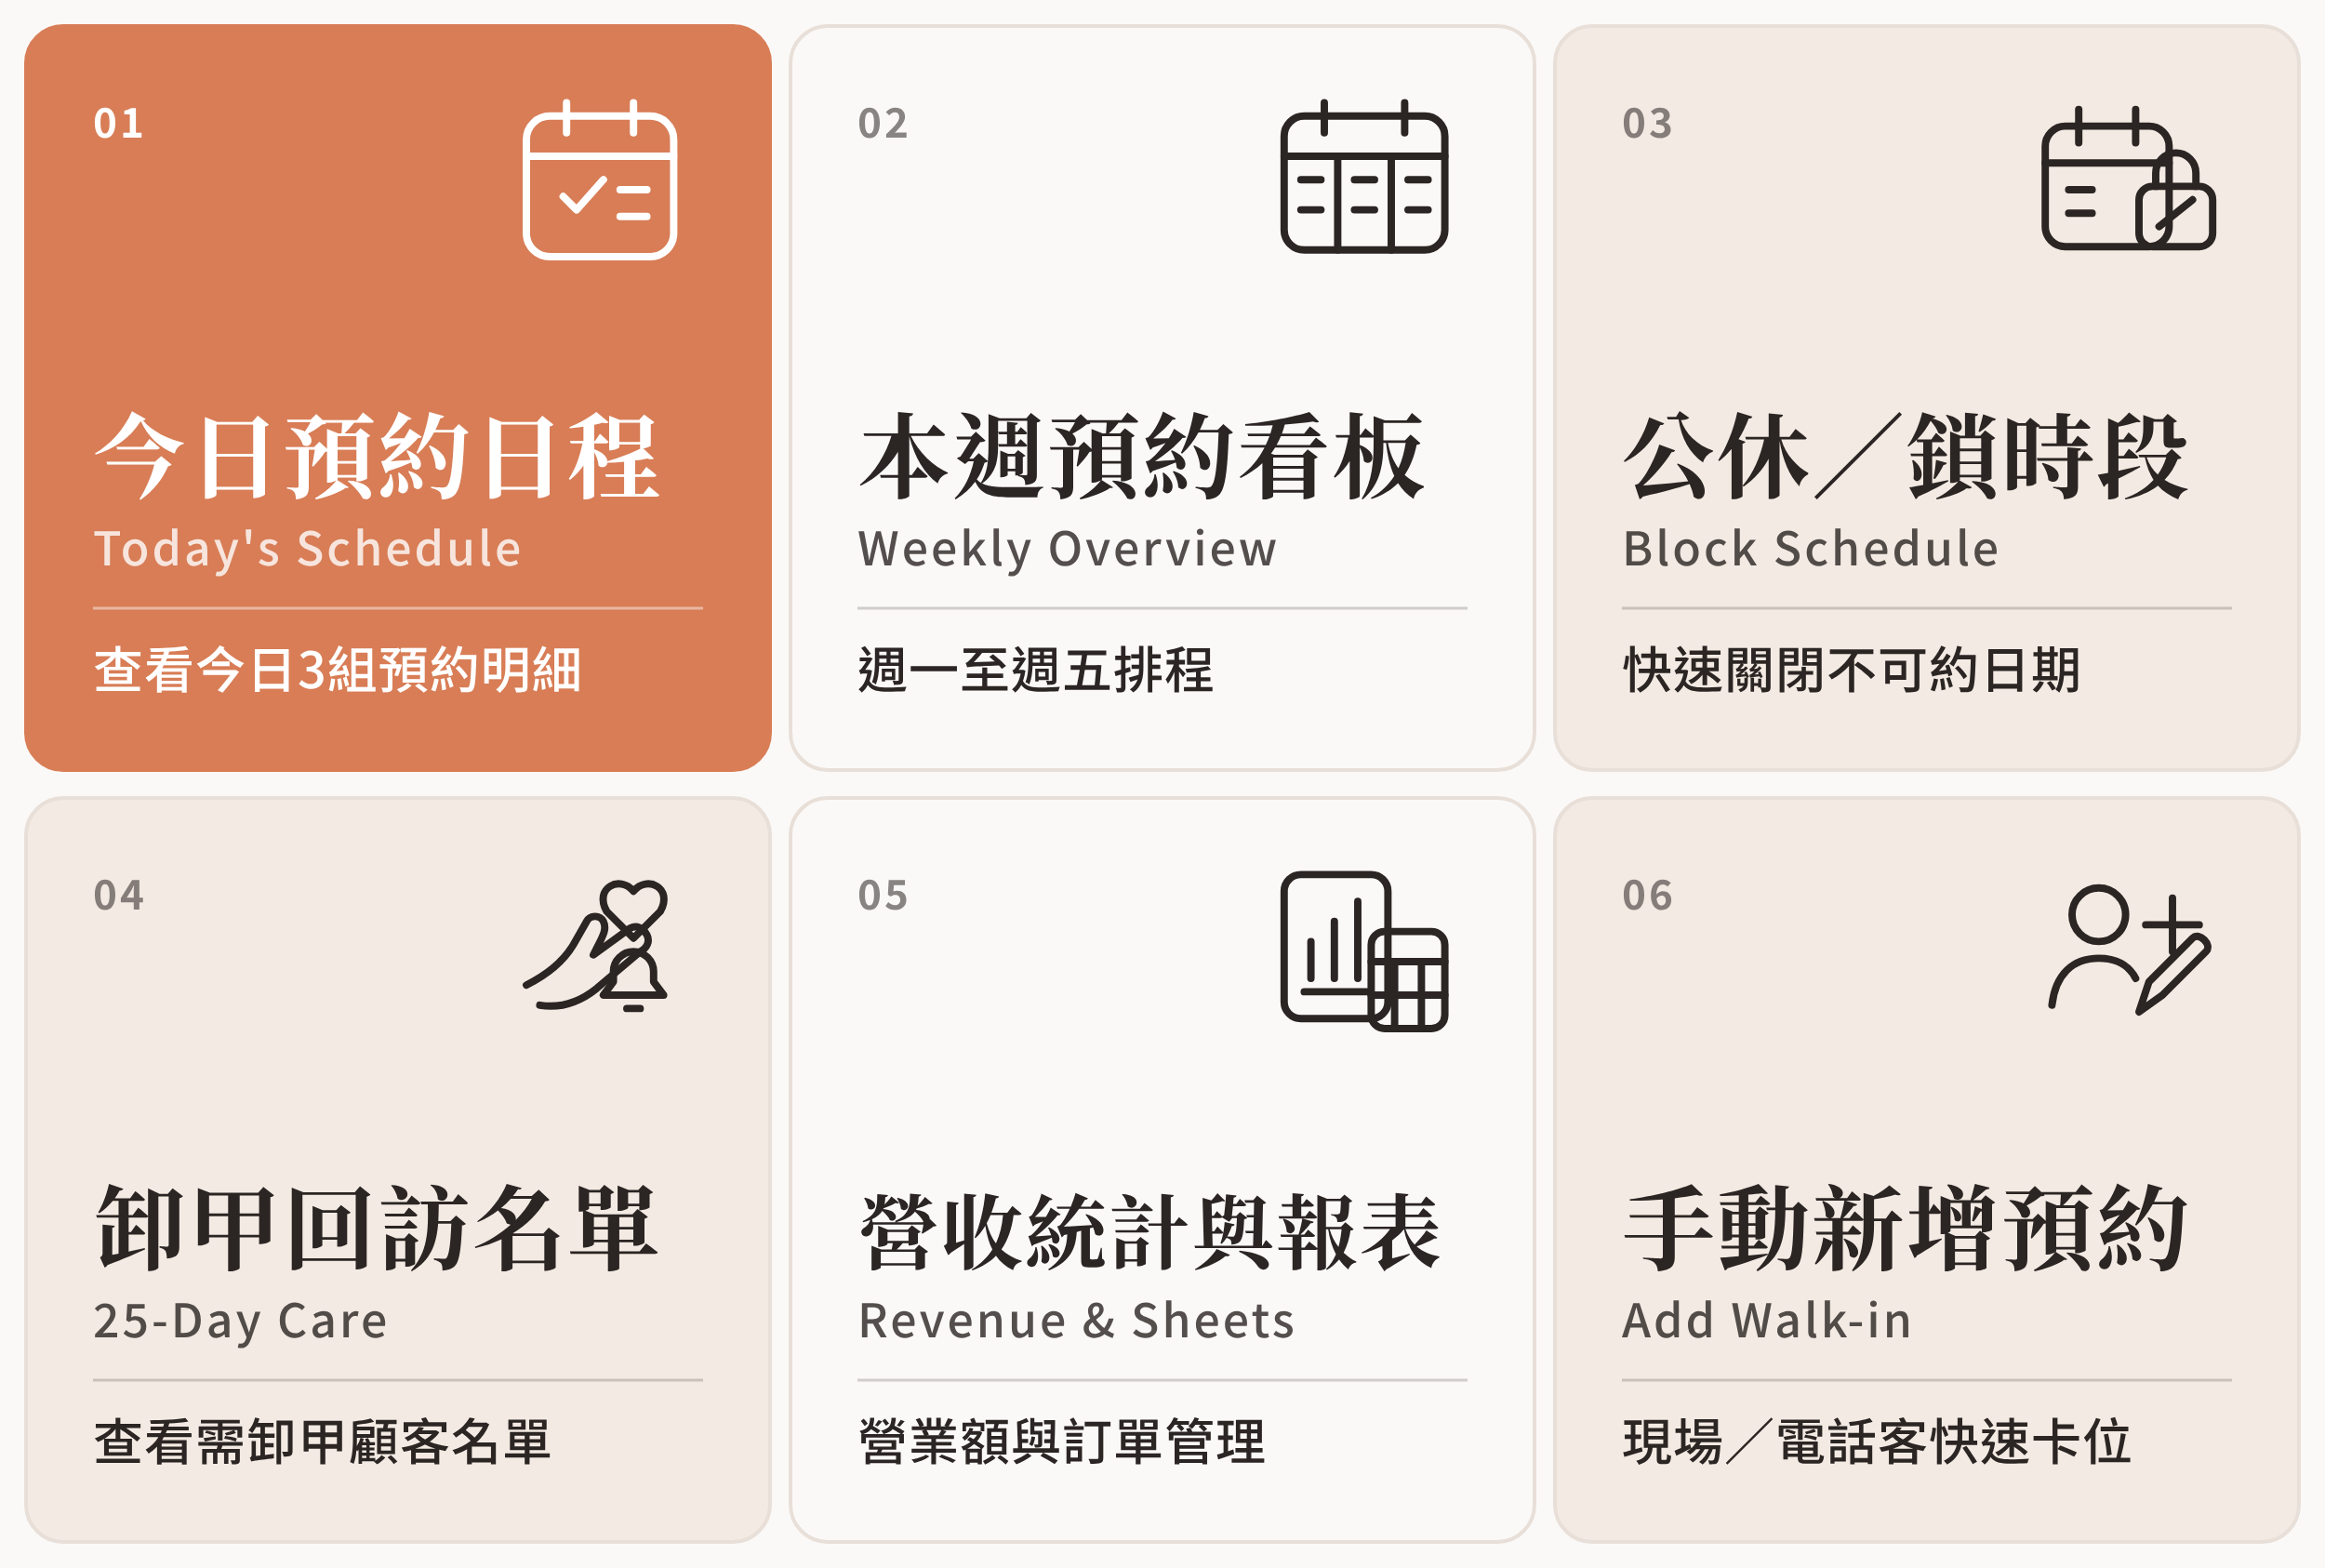 01
今日預約日程
Today's Schedule
查看今日3組預約明細
02
本週預約看板
Weekly Overview
週一至週五排程
03
公休／鎖時段
Block Schedule
快速關閉不可約日期
04
卸甲回訪名單
25-Day Care
查看需卸甲顧客名單
05
營收統計與報表
Revenue & Sheets
營業額與訂單管理
06
手動新增預約
Add Walk-in
現場／電話客快速卡位